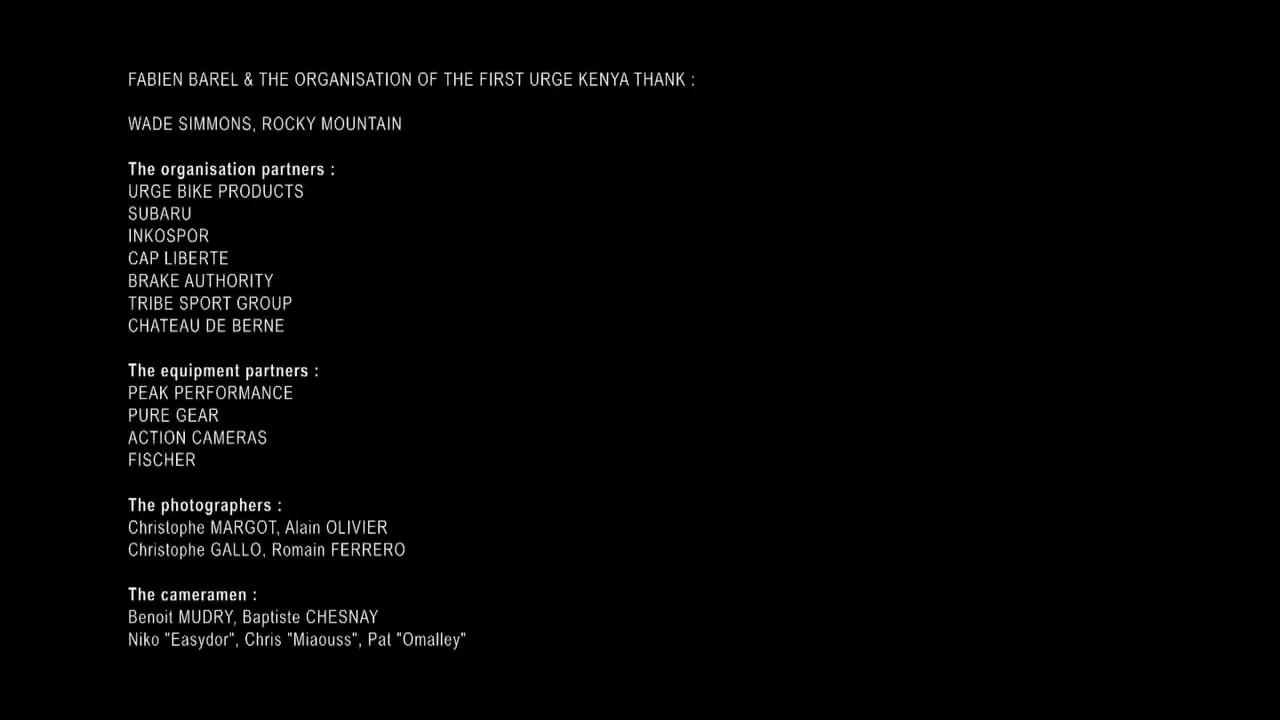 FABIEN BAREL & THE ORGANISATION OF THE FIRST URGE KENYA THANK :
WADE SIMMONS, ROCKY MOUNTAIN
The organisation partners :
URGE BIKE PRODUCTS
SUBARU
INKOSPOR
CAP LIBERTE
BRAKE AUTHORITY
TRIBE SPORT GROUP
CHATEAU DE BERNE
The equipment partners :
PEAK PERFORMANCE
PURE GEAR
ACTION CAMERAS
FISCHER
The photographers :
Christophe MARGOT, Alain OLIVIER
Christophe GALLO, Romain FERRERO
The cameramen :
Benoit MUDRY, Baptiste CHESNAY
Niko "Easydor", Chris "Miaouss", Pat "Omalley"